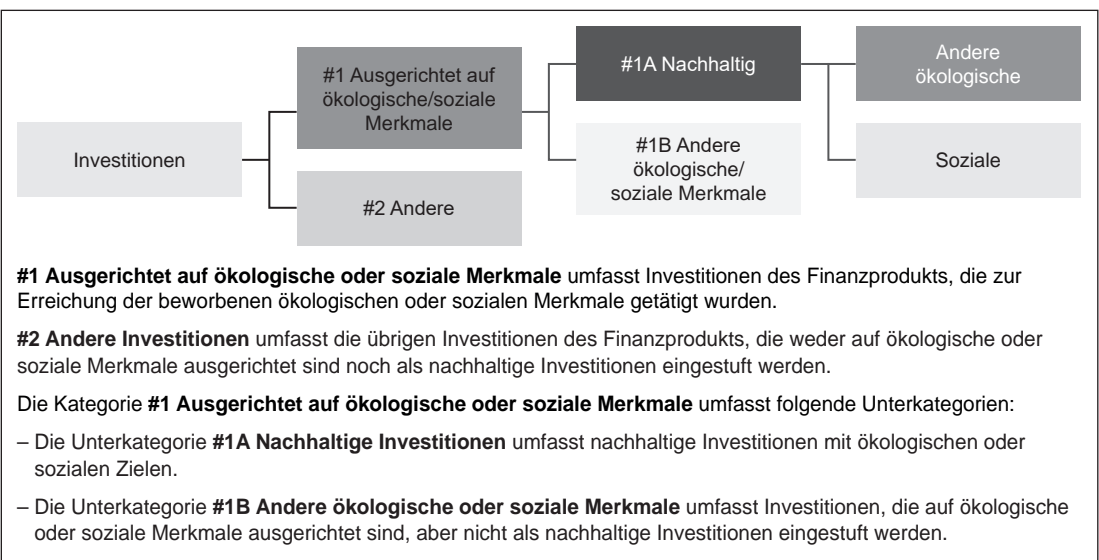 Investitionen
#1 Ausgerichtet auf
ökologische/soziale
Merkmale
#2 Andere
#1A Nachhaltig
#1B Andere
ökologische/
soziale Merkmale
Andere
ökologische
Soziale
#1 Ausgerichtet auf ökologische oder soziale Merkmale umfasst Investitionen des Finanzprodukts, die zur
Erreichung der beworbenen ökologischen oder sozialen Merkmale getätigt wurden.
#2 Andere Investitionen umfasst die übrigen Investitionen des Finanzprodukts, die weder auf ökologische oder
soziale Merkmale ausgerichtet sind noch als nachhaltige Investitionen eingestuft werden.
Die Kategorie #1 Ausgerichtet auf ökologische oder soziale Merkmale umfasst folgende Unterkategorien:
– Die Unterkategorie #1A Nachhaltige Investitionen umfasst nachhaltige Investitionen mit ökologischen oder
sozialen Zielen.
– Die Unterkategorie #1B Andere ökologische oder soziale Merkmale umfasst Investitionen, die auf ökologische
oder soziale Merkmale ausgerichtet sind, aber nicht als nachhaltige Investitionen eingestuft werden.